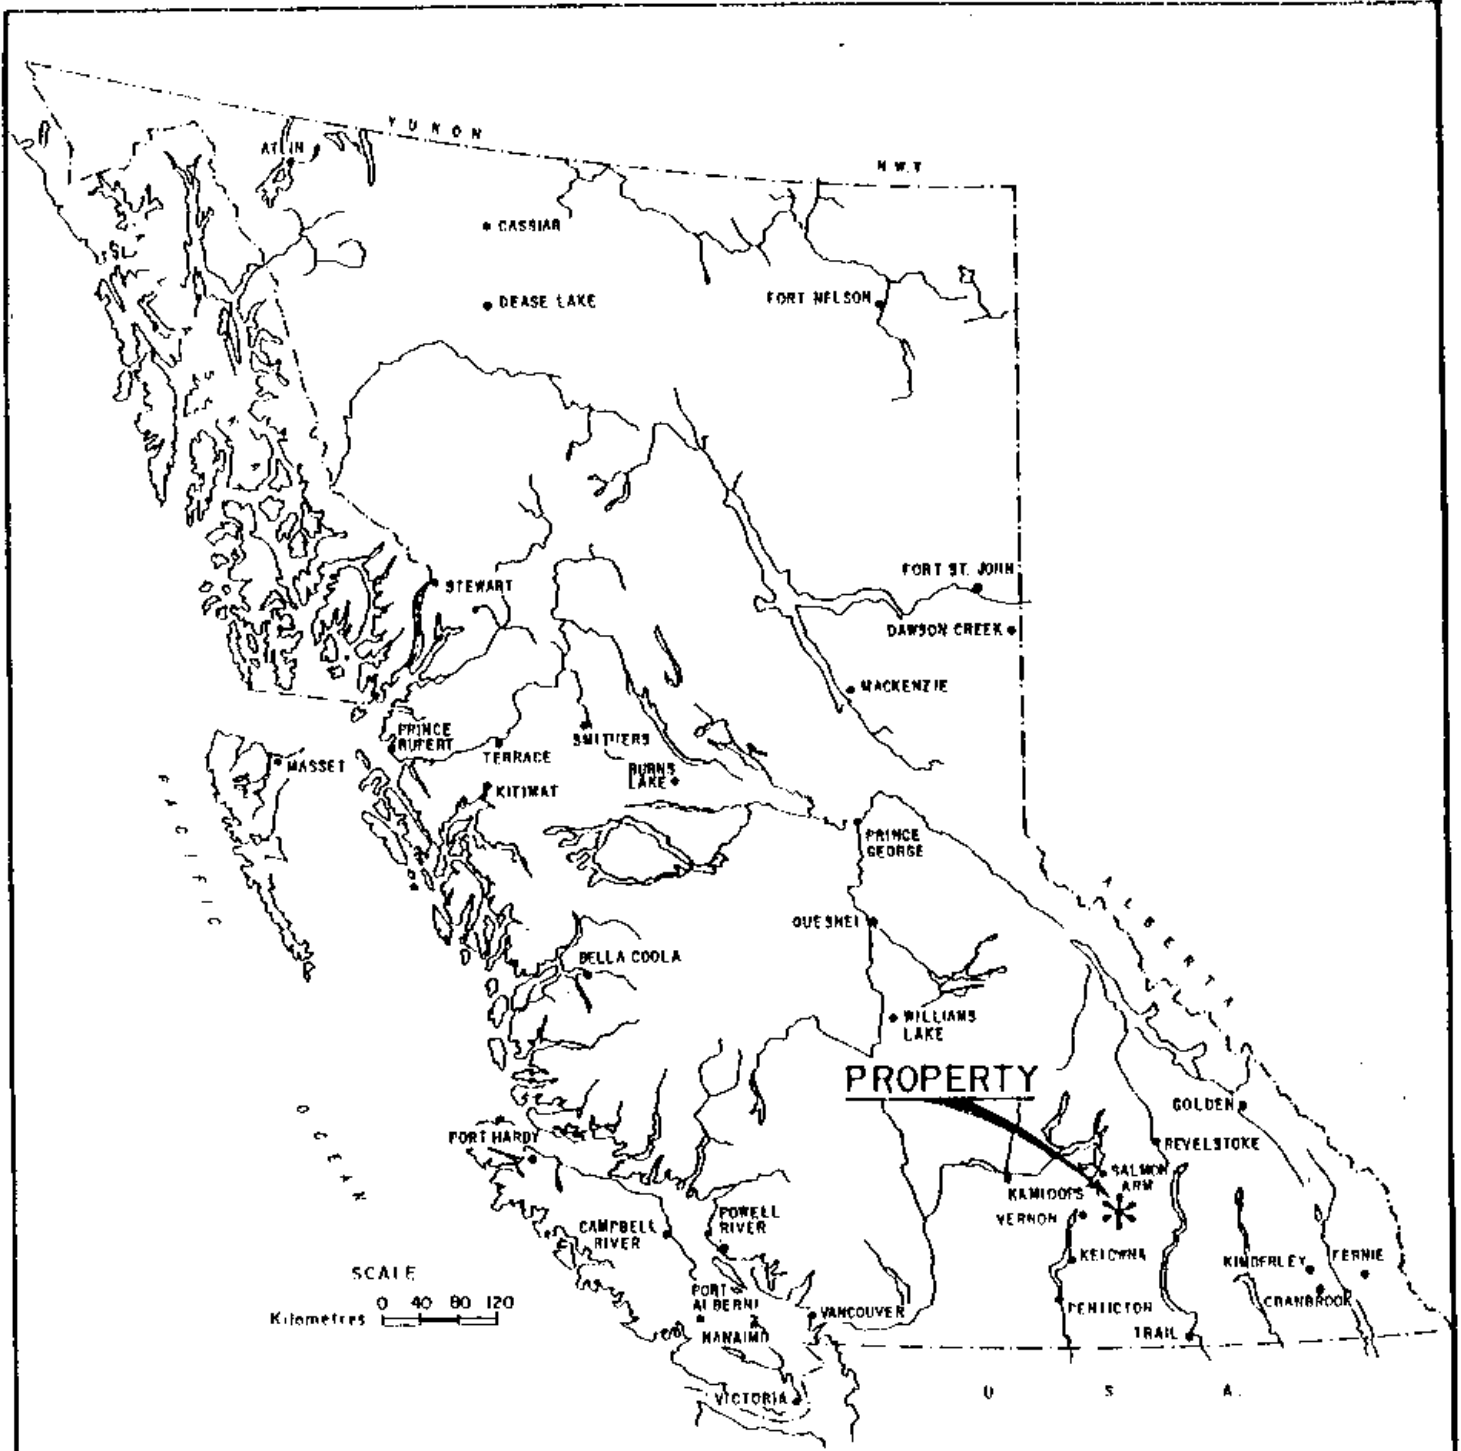 YUKON
N.W.T
ATLIN
CASSIAR
DEASE LAKE
FORT NELSON
STEWART
FORT ST. JOHN
DAWSON CREEK
MACKENZIE
PRINCE
RUPERT
TERRACE
SMITHERS
MASSET
KITIMAT
BURNS
LAKE
PRINCE
GEORGE
PACIFIC
ALBERTA
QUESNEL
BELLA COOLA
WILLIAMS
LAKE
PROPERTY
GOLDEN
OCEAN
PORT HARDY
REVELSTOKE
SALMON
ARM
KAMLOOPS
VERNON
CAMPBELL
RIVER
POWELL
RIVER
KELOWNA
KIMBERLEY
FERNIE
CRANBROOK
SCALE
Kilometres 0 40 80 120
PORT
ALBERNI
NANAIMO
VANCOUVER
PENTICTON
TRAIL
VICTORIA
U S A.